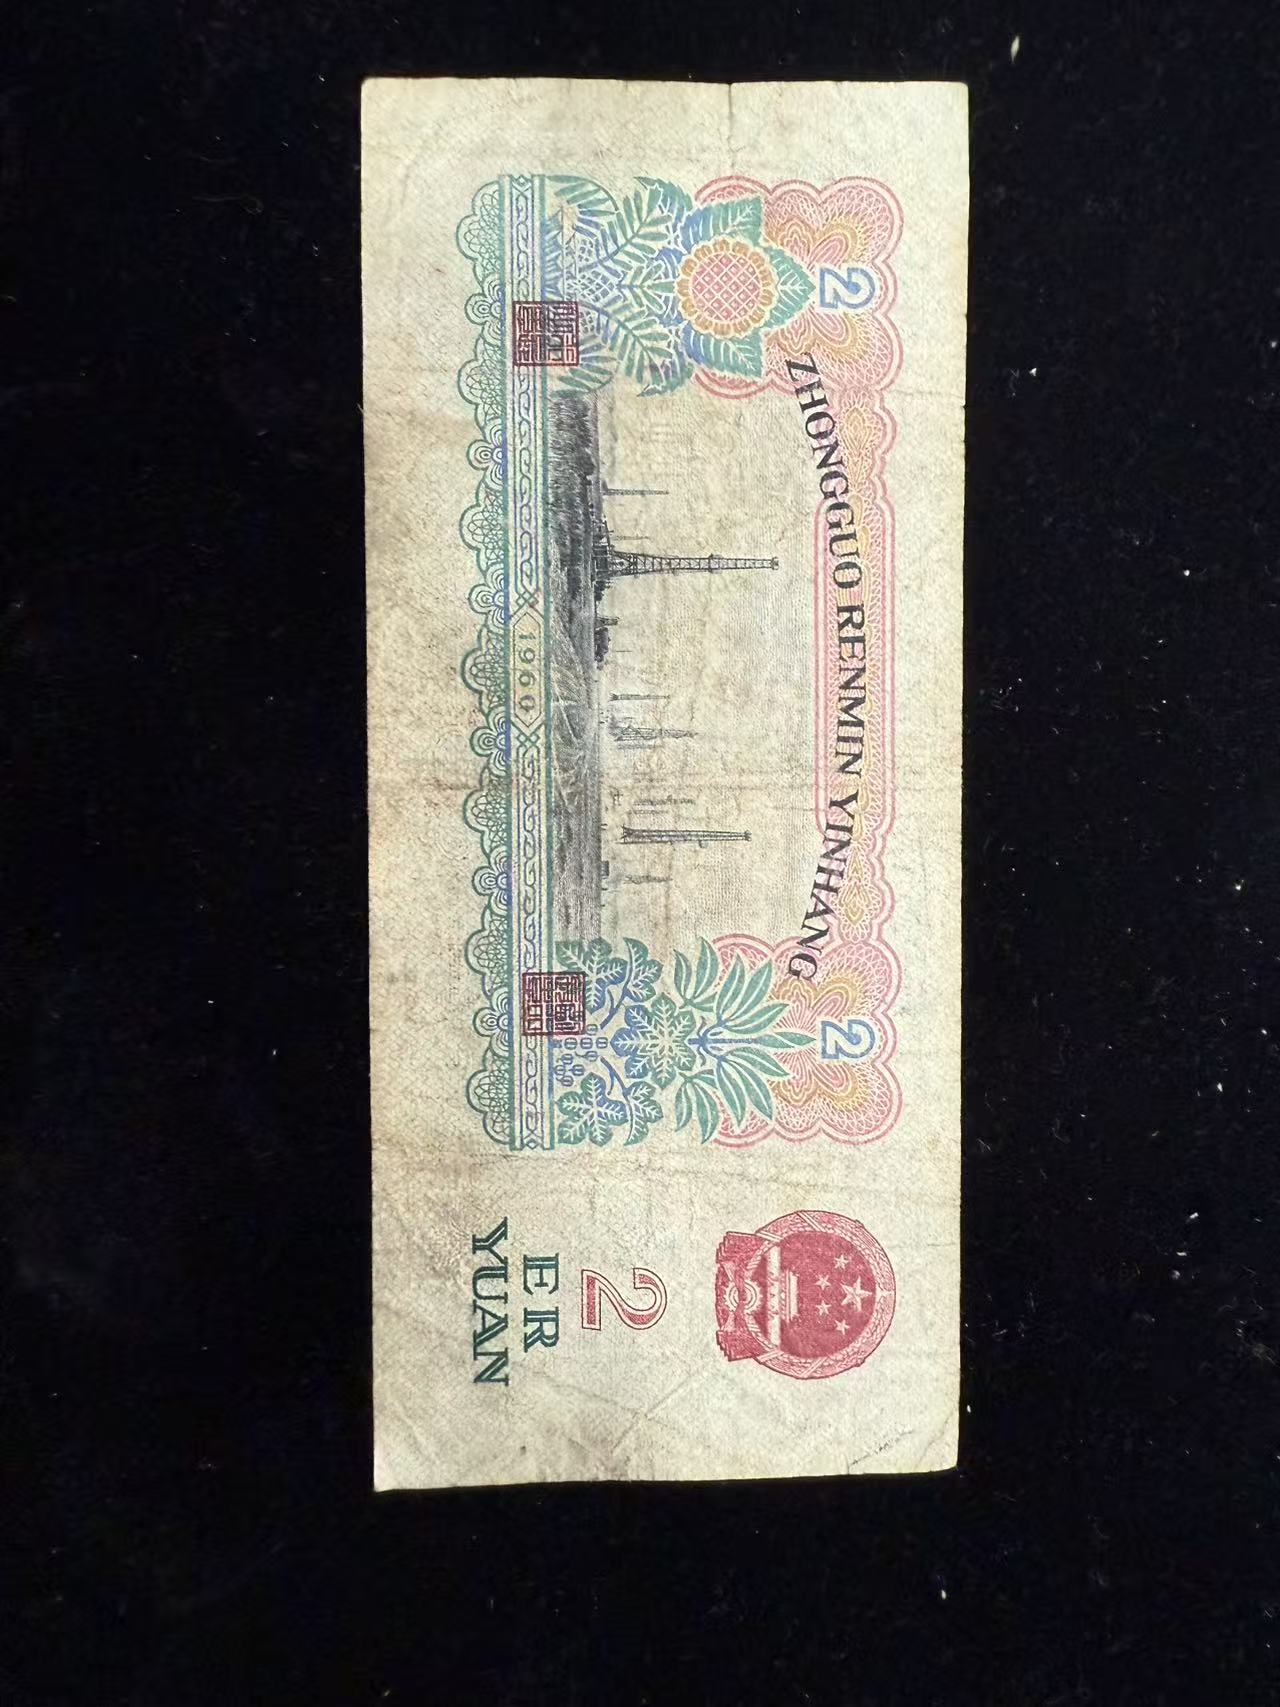 ZHONGGUO RENMIN YINHANG
2
2
1960
2
ER
YUAN